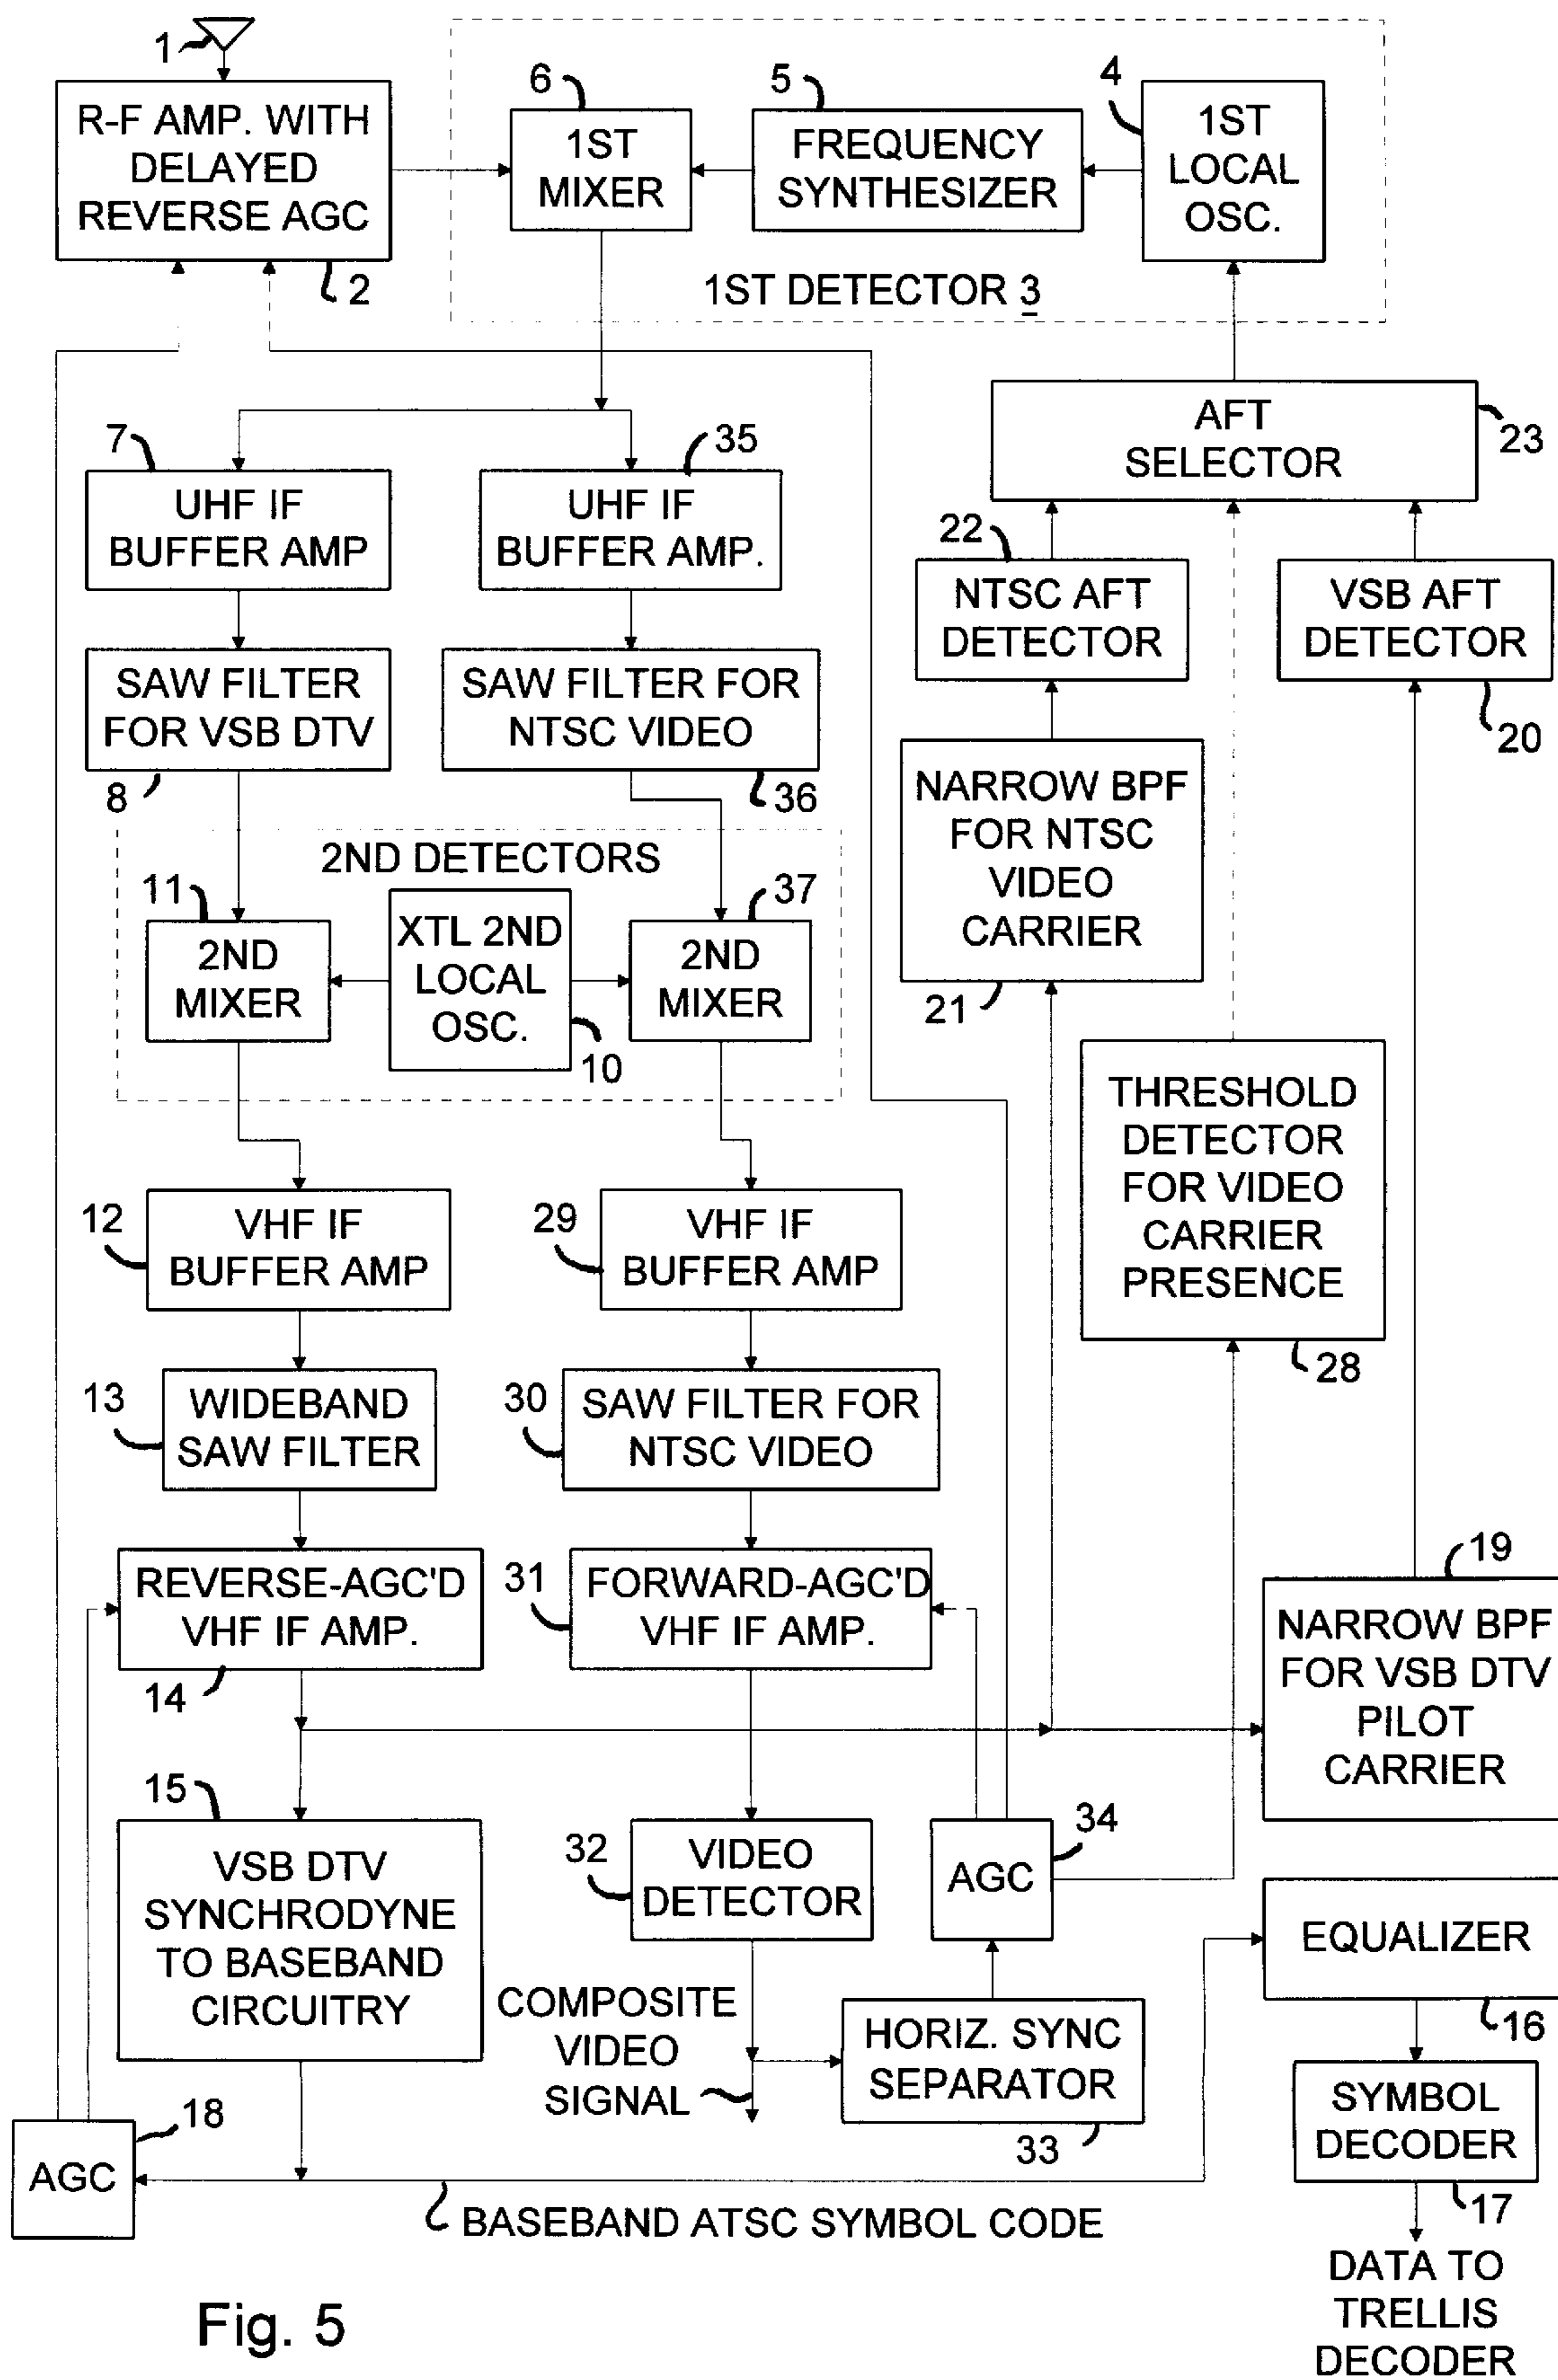 1
R-F AMP. WITH
DELAYED
REVERSE AGC
2
6
1ST
MIXER
5
FREQUENCY
SYNTHESIZER
4
1ST
LOCAL
OSC.
1ST DETECTOR 3
AFT
SELECTOR
23
7
UHF IF
BUFFER AMP
35
UHF IF
BUFFER AMP.
22
NTSC AFT
DETECTOR
VSB AFT
DETECTOR
20
SAW FILTER
FOR VSB DTV
8
SAW FILTER FOR
NTSC VIDEO
36
NARROW BPF
FOR NTSC
VIDEO
CARRIER
21
2ND DETECTORS
11
2ND
MIXER
XTL 2ND
LOCAL
OSC.
10
37
2ND
MIXER
THRESHOLD
DETECTOR
FOR VIDEO
CARRIER
PRESENCE
28
12
VHF IF
BUFFER AMP
29
VHF IF
BUFFER AMP
13
WIDEBAND
SAW FILTER
30
SAW FILTER FOR
NTSC VIDEO
REVERSE-AGC'D
VHF IF AMP.
14
31
FORWARD-AGC'D
VHF IF AMP.
19
NARROW BPF
FOR VSB DTV
PILOT
CARRIER
15
VSB DTV
SYNCHRODYNE
TO BASEBAND
CIRCUITRY
32
VIDEO
DETECTOR
34
AGC
EQUALIZER
16
COMPOSITE
VIDEO
SIGNAL
HORIZ. SYNC
SEPARATOR
33
SYMBOL
DECODER
17
18
AGC
BASEBAND ATSC SYMBOL CODE
DATA TO
TRELLIS
DECODER
Fig. 5